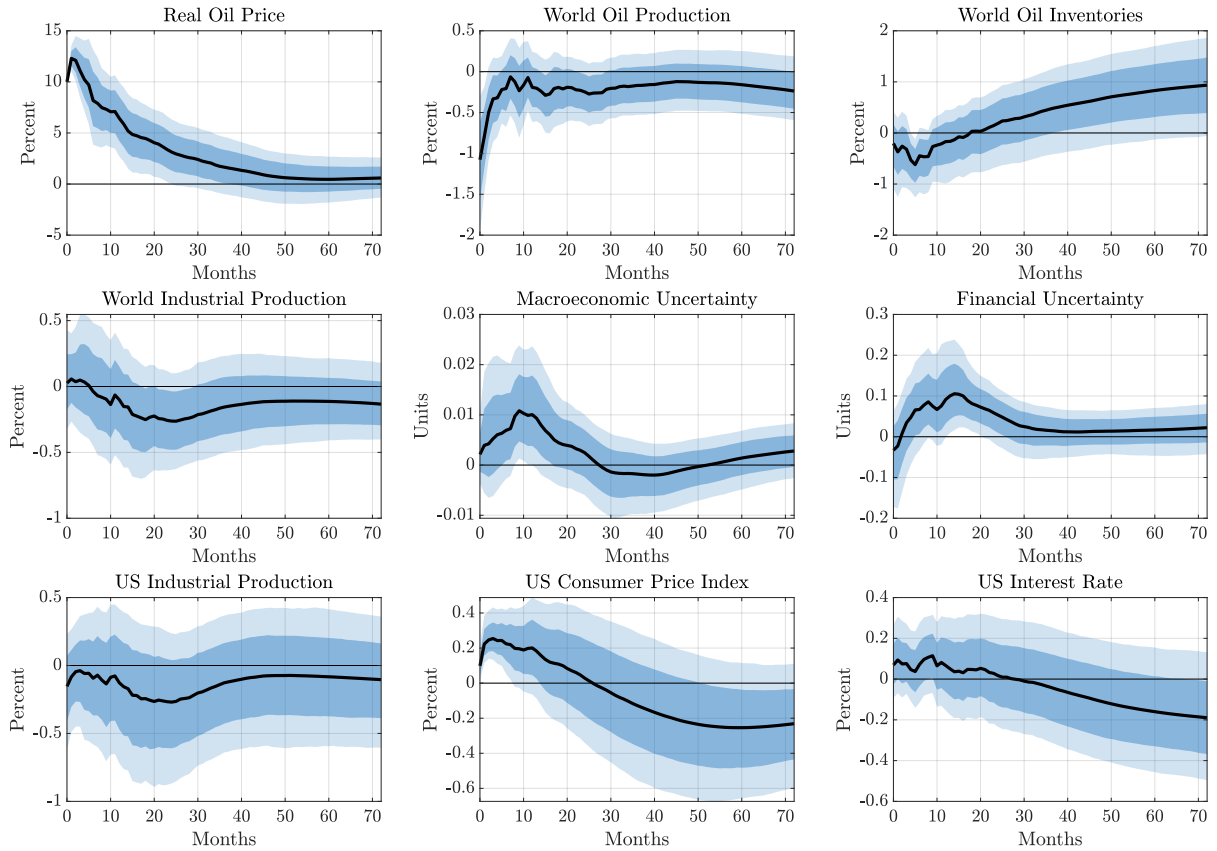 Real Oil Price
World Oil Production
World Oil Inventories
Percent
15
10
5
0
-5
0 10 20 30 40 50 60 70
Months
Percent
0.5
0
-0.5
-1
-1.5
-2
0 10 20 30 40 50 60 70
Months
Percent
2
1
0
-1
-2
0 10 20 30 40 50 60 70
Months
World Industrial Production
Macroeconomic Uncertainty
Financial Uncertainty
Percent
0.5
0
-0.5
-1
0 10 20 30 40 50 60 70
Months
Units
0.03
0.02
0.01
0
-0.01
0 10 20 30 40 50 60 70
Months
Units
0.3
0.2
0.1
0
-0.1
-0.2
0 10 20 30 40 50 60 70
Months
US Industrial Production
US Consumer Price Index
US Interest Rate
Percent
0.5
0
-0.5
-1
0 10 20 30 40 50 60 70
Months
Percent
0.4
0.2
0
-0.2
-0.4
-0.6
0 10 20 30 40 50 60 70
Months
Percent
0.4
0.2
0
-0.2
-0.4
-0.6
0 10 20 30 40 50 60 70
Months